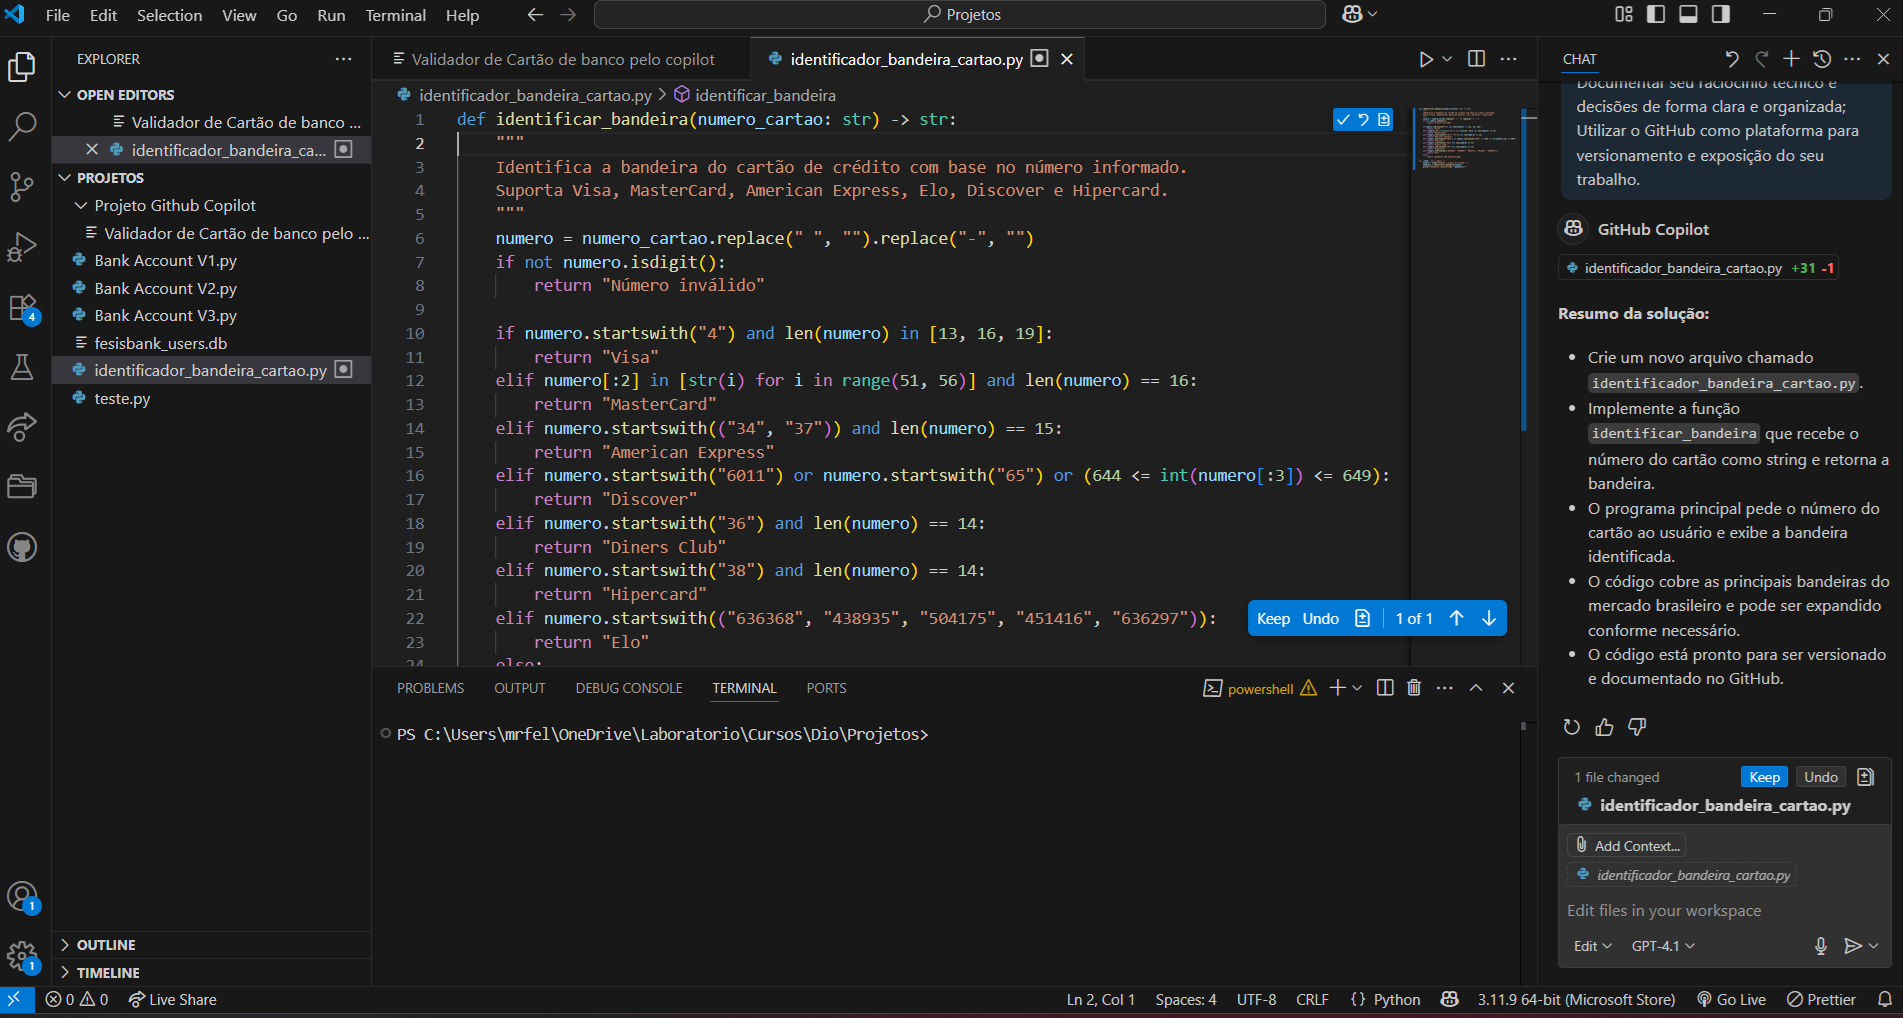 File Edit Selection View Go Run Terminal Help
Projetos
EXPLORER
OPEN EDITORS
Validador de Cartão de banco ...
identificador_bandeira_ca...
PROJETOS
Projeto Github Copilot
Validador de Cartão de banco pelo ...
Bank Account V1.py
Bank Account V2.py
Bank Account V3.py
fesisbank_users.db
identificador_bandeira_cartao.py
teste.py
OUTLINE
TIMELINE
4
1
1
Validador de Cartão de banco pelo copilot
identificador_bandeira_cartao.py
identificador_bandeira_cartao.py > identificar_bandeira
1 def identificar_bandeira(numero_cartao: str) -> str:
2 """
3 Identifica a bandeira do cartão de crédito com base no número informado.
4 Suporta Visa, MasterCard, American Express, Elo, Discover e Hipercard.
5 """
6 numero = numero_cartao.replace(" ", "").replace("-", "")
7 if not numero.isdigit():
8 return "Número inválido"
9
10 if numero.startswith("4") and len(numero) in [13, 16, 19]:
11 return "Visa"
12 elif numero[:2] in [str(i) for i in range(51, 56)] and len(numero) == 16:
13 return "MasterCard"
14 elif numero.startswith(("34", "37")) and len(numero) == 15:
15 return "American Express"
16 elif numero.startswith("6011") or numero.startswith("65") or (644 <= int(numero[:3]) <= 649):
17 return "Discover"
18 elif numero.startswith("36") and len(numero) == 14:
19 return "Diners Club"
20 elif numero.startswith("38") and len(numero) == 14:
21 return "Hipercard"
22 elif numero.startswith(("636368", "438935", "504175", "451416", "636297")):
23 return "Elo"
24 else:
Keep Undo 1 of 1
PROBLEMS OUTPUT DEBUG CONSOLE TERMINAL PORTS
powershell
PS C:\Users\mrfel\OneDrive\Laboratorio\Cursos\Dio\Projetos>
CHAT
Documentar seu raciocínio técnico e
decisões de forma clara e organizada;
Utilizar o GitHub como plataforma para
versionamento e exposição do seu
trabalho.
GitHub Copilot
identificador_bandeira_cartao.py +31 -1
Resumo da solução:
• Crie um novo arquivo chamado
identificador_bandeira_cartao.py.
• Implemente a função
identificar_bandeira que recebe o
número do cartão como string e retorna a
bandeira.
• O programa principal pede o número do
cartão ao usuário e exibe a bandeira
identificada.
• O código cobre as principais bandeiras do
mercado brasileiro e pode ser expandido
conforme necessário.
• O código está pronto para ser versionado
e documentado no GitHub.
1 file changed Keep Undo
identificador_bandeira_cartao.py
Add Context...
identificador_bandeira_cartao.py
Edit files in your workspace
Edit GPT-4.1
0 0 Live Share
Ln 2, Col 1 Spaces: 4 UTF-8 CRLF {} Python 3.11.9 64-bit (Microsoft Store) Go Live Prettier